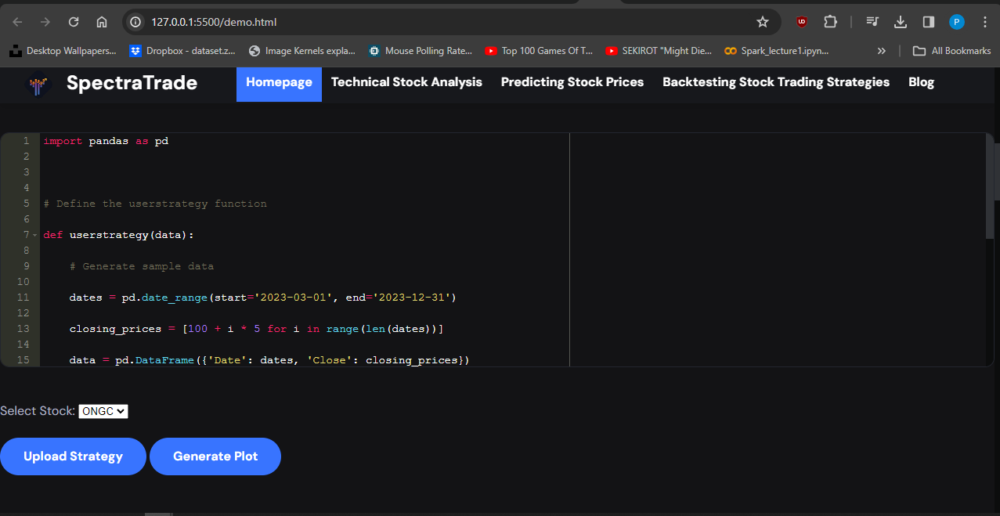 127.0.0.1:5500/demo.html
UD
P
Desktop Wallpapers...
Dropbox - dataset.z...
Image Kernels expla...
Mouse Polling Rate...
Top 100 Games Of T...
SEKIROT "Might Die...
Spark_lecture1.ipyn...
»
All Bookmarks
SpectraTrade
Homepage
Technical Stock Analysis
Predicting Stock Prices
Backtesting Stock Trading Strategies
Blog
1 import pandas as pd
2
3
4
5 # Define the userstrategy function
6
7 def userstrategy(data):
8
9 # Generate sample data
10
11 dates = pd.date_range(start='2023-03-01', end='2023-12-31')
12
13 closing_prices = [100 + i * 5 for i in range(len(dates))]
14
15 data = pd.DataFrame({'Date': dates, 'Close': closing_prices})
Select Stock: ONGC
Upload Strategy
Generate Plot